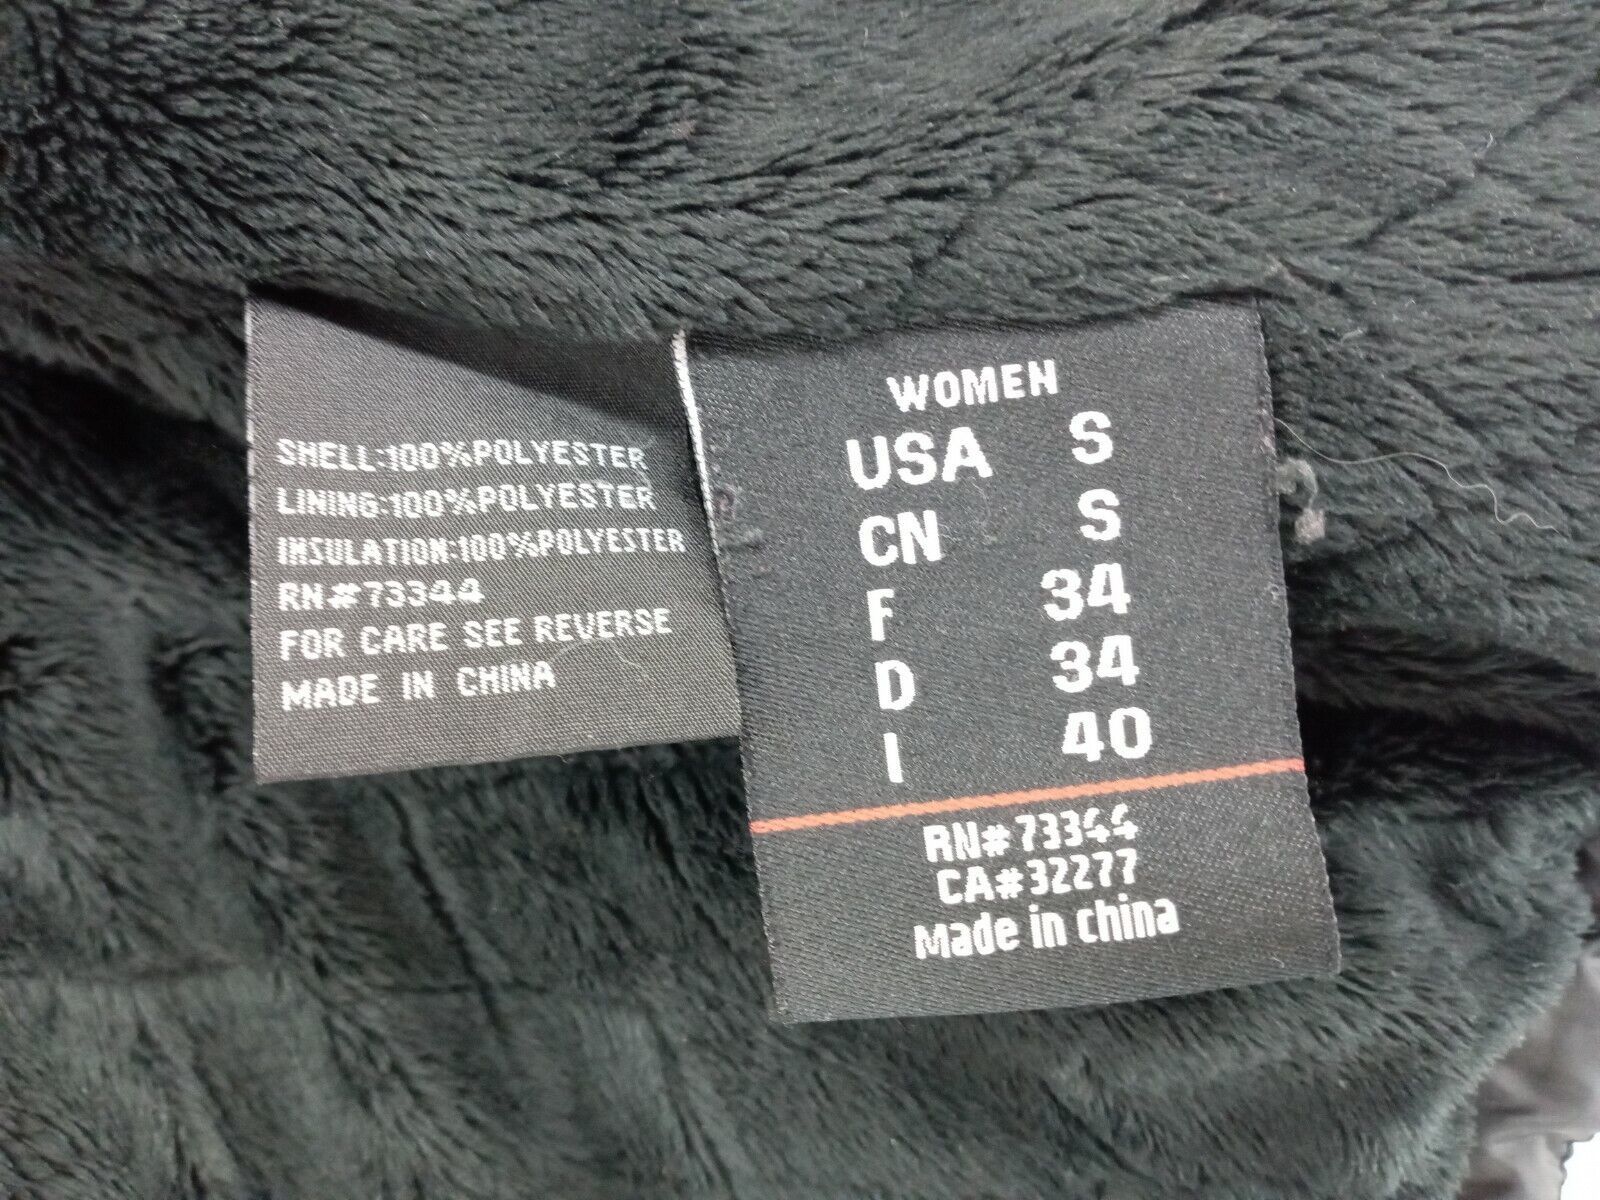 SHELL:100%POLYESTER
LINING:100%POLYESTER
INSULATION:100%POLYESTER
RN#73344
FOR CARE SEE REVERSE
MADE IN CHINA
WOMEN
USA S
CN S
F 34
D 34
I 40
RN#73344
CA#32277
Made in china